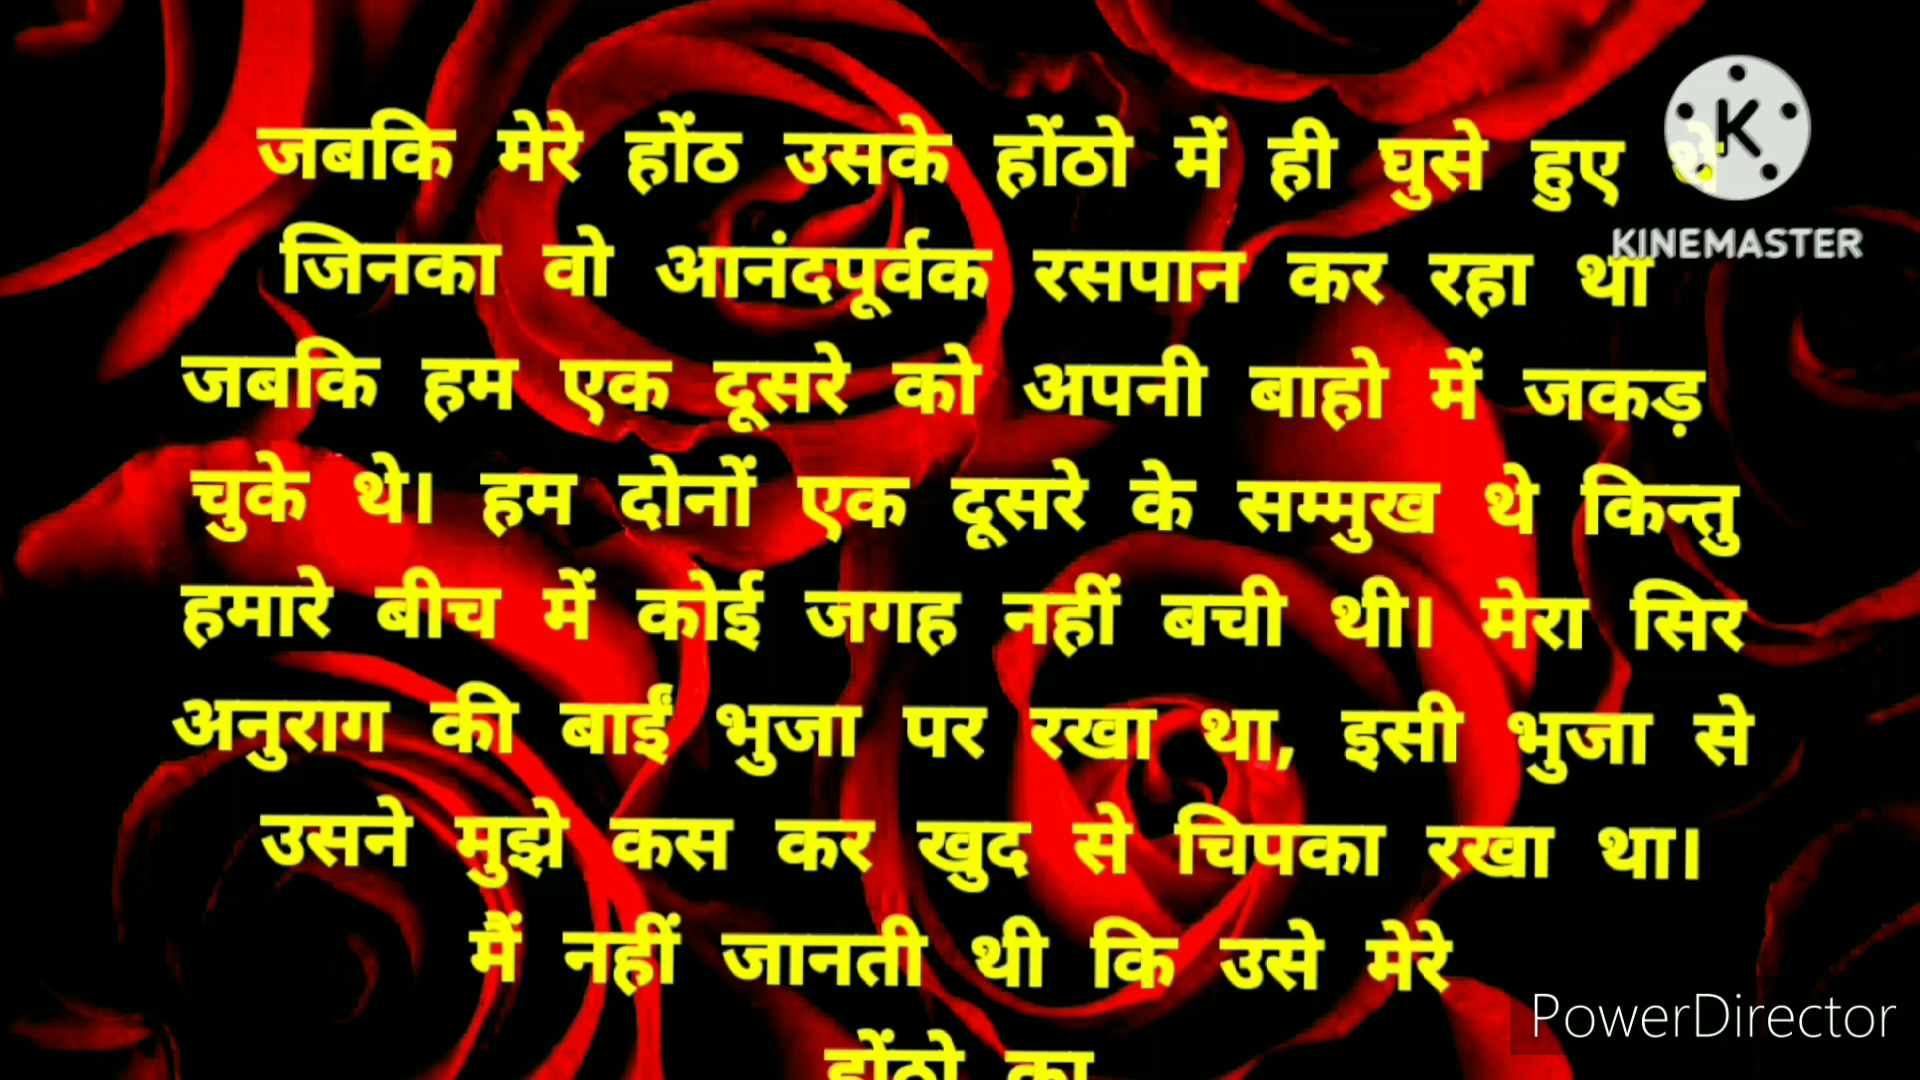 जबकि मेरे होंठ उसके होंठो में ही घुसे हुए थे
जिनका वो आनंदपूर्वक रसपान कर रहा था
जबकि हम एक दूसरे को अपनी बाहो में जकड़
चुके थे। हम दोनों एक दूसरे के सम्मुख थे किन्तु
हमारे बीच में कोई जगह नहीं बची थी। मेरा सिर
अनुराग की बाईं भुजा पर रखा था, इसी भुजा से
उसने मुझे कस कर खुद से चिपका रखा था।
मैं नहीं जानती थी कि उसे मेरे
होंठो का
K
KINEMASTER
PowerDirector